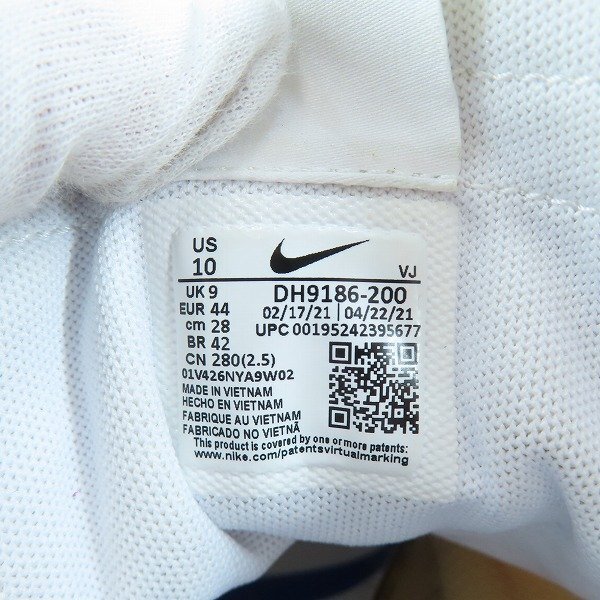 US
10
VJ
UK 9
DH9186-200
EUR 44
02/17/21 | 04/22/21
cm 28
UPC 00195242395677
BR 42
CN 280(2.5)
01V426NYA9W02
MADE IN VIETNAM
HECHO EN VIETNAM
FABRIQUE AU VIETNAM
FABRICADO NO VIETNÃ
This product is covered by one or more patents:
www.nike.com/patentsvirtualmarking